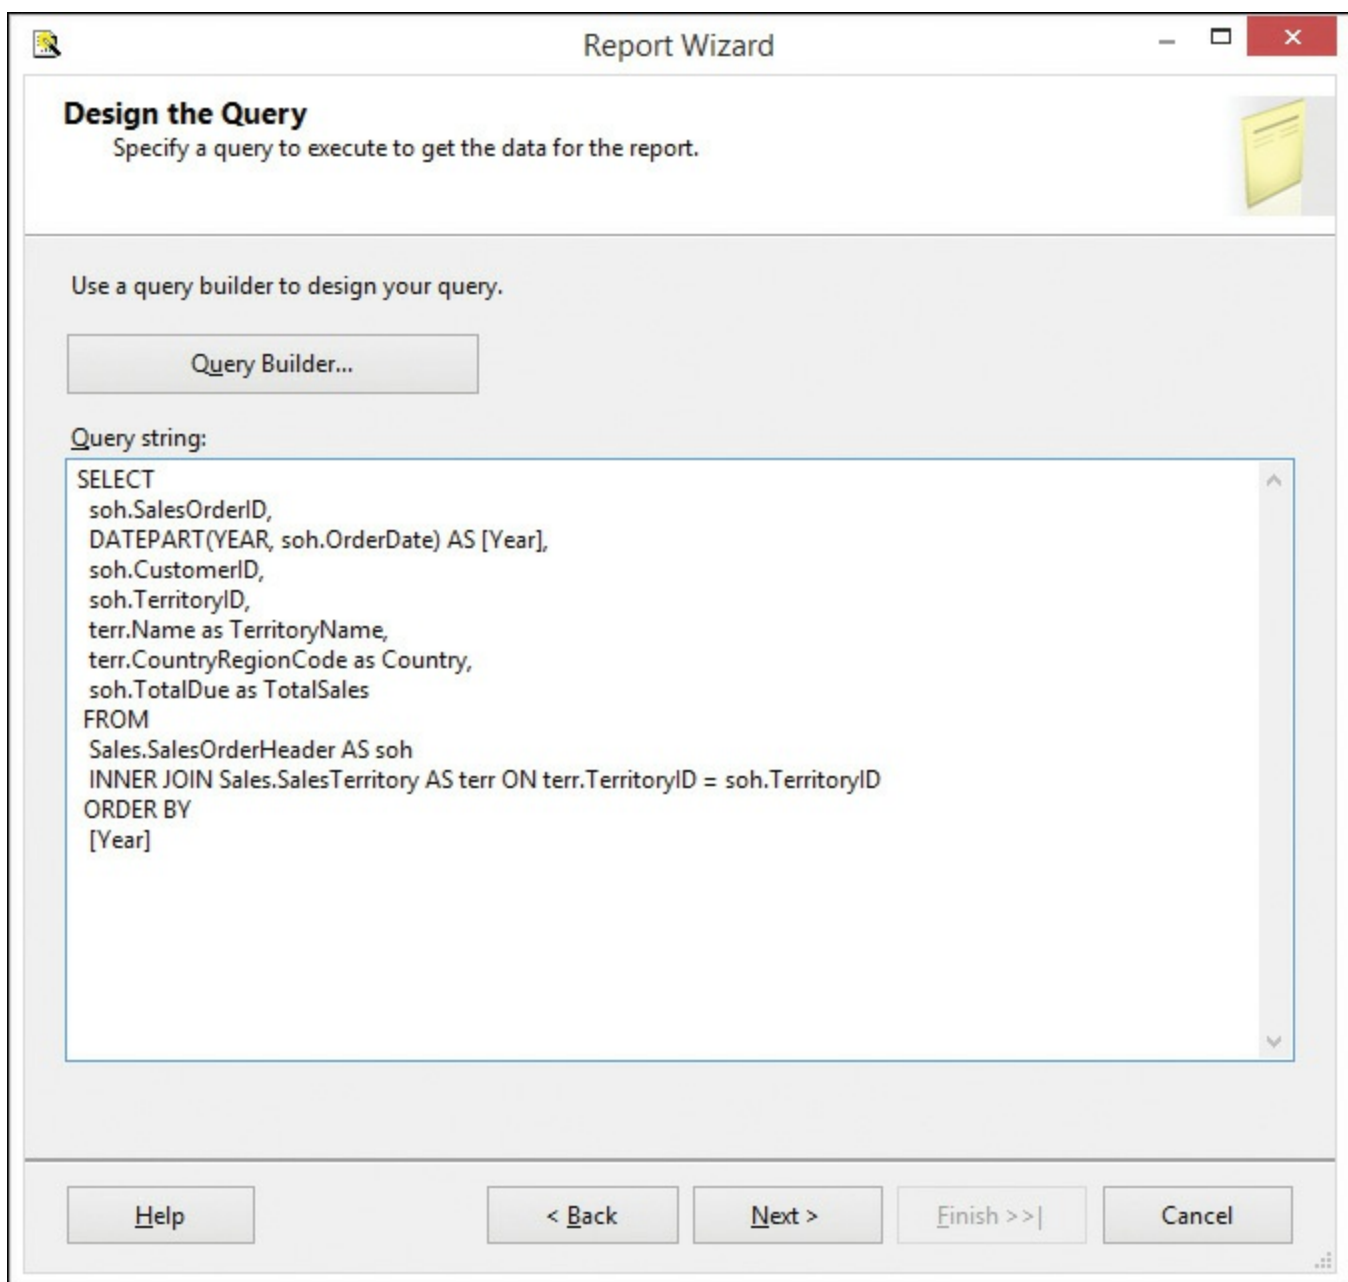 Report Wizard
Design the Query
Specify a query to execute to get the data for the report.
Use a query builder to design your query.
Query Builder...
Query string:
SELECT
soh.SalesOrderID,
DATEPART(YEAR, soh.OrderDate) AS [Year],
soh.CustomerID,
soh.TerritoryID,
terr.Name as TerritoryName,
terr.CountryRegionCode as Country,
soh.TotalDue as TotalSales
FROM
Sales.SalesOrderHeader AS soh
INNER JOIN Sales.SalesTerritory AS terr ON terr.TerritoryID = soh.TerritoryID
ORDER BY
[Year]
Help < Back Next > Finish >>| Cancel